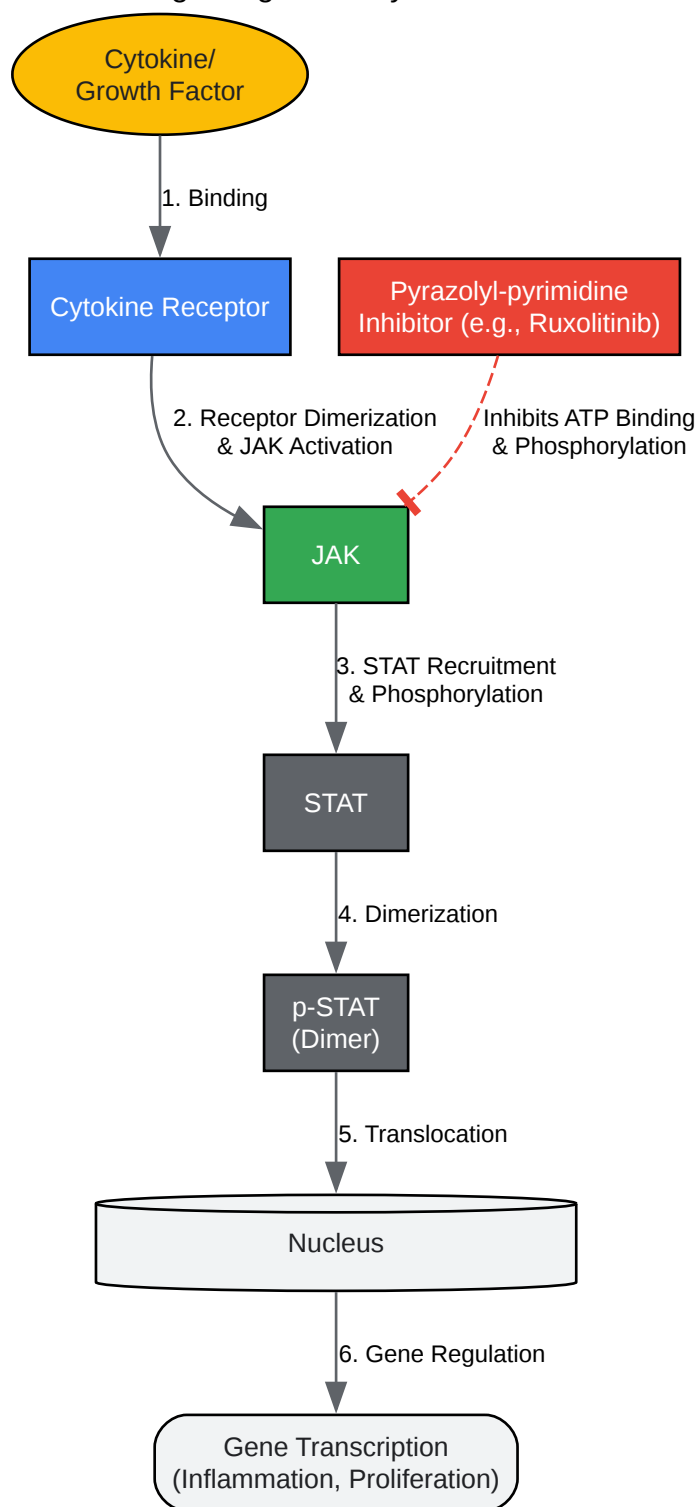 Cytokine/
Growth Factor
1. Binding
Cytokine Receptor
Pyrazolyl-pyrimidine
Inhibitor (e.g., Ruxolitinib)
2. Receptor Dimerization
& JAK Activation
Inhibits ATP Binding
& Phosphorylation
JAK
3. STAT Recruitment
& Phosphorylation
STAT
4. Dimerization
p-STAT
(Dimer)
5. Translocation
Nucleus
6. Gene Regulation
Gene Transcription
(Inflammation, Proliferation)